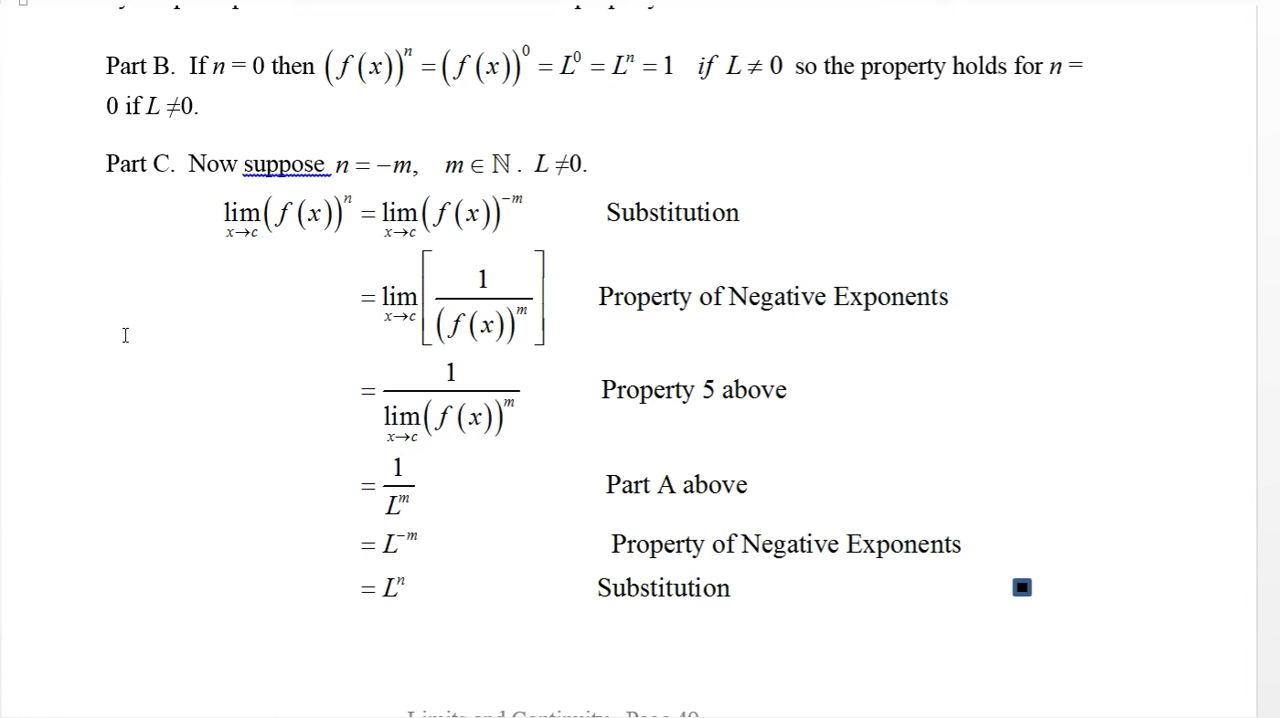 Part B. If n = 0 then (f(x))^n = (f(x))^0 = L^0 = L^n = 1 if L ≠ 0 so the property holds for n =
0 if L ≠0.
Part C. Now suppose n = −m, m ∈ ℕ. L ≠0.
lim_{x→c} (f(x))^n = lim_{x→c} (f(x))^{−m} Substitution
= lim_{x→c} [1/(f(x))^m] Property of Negative Exponents
= 1/(lim_{x→c} (f(x))^m) Property 5 above
= 1/L^m Part A above
= L^{−m} Property of Negative Exponents
= L^n Substitution